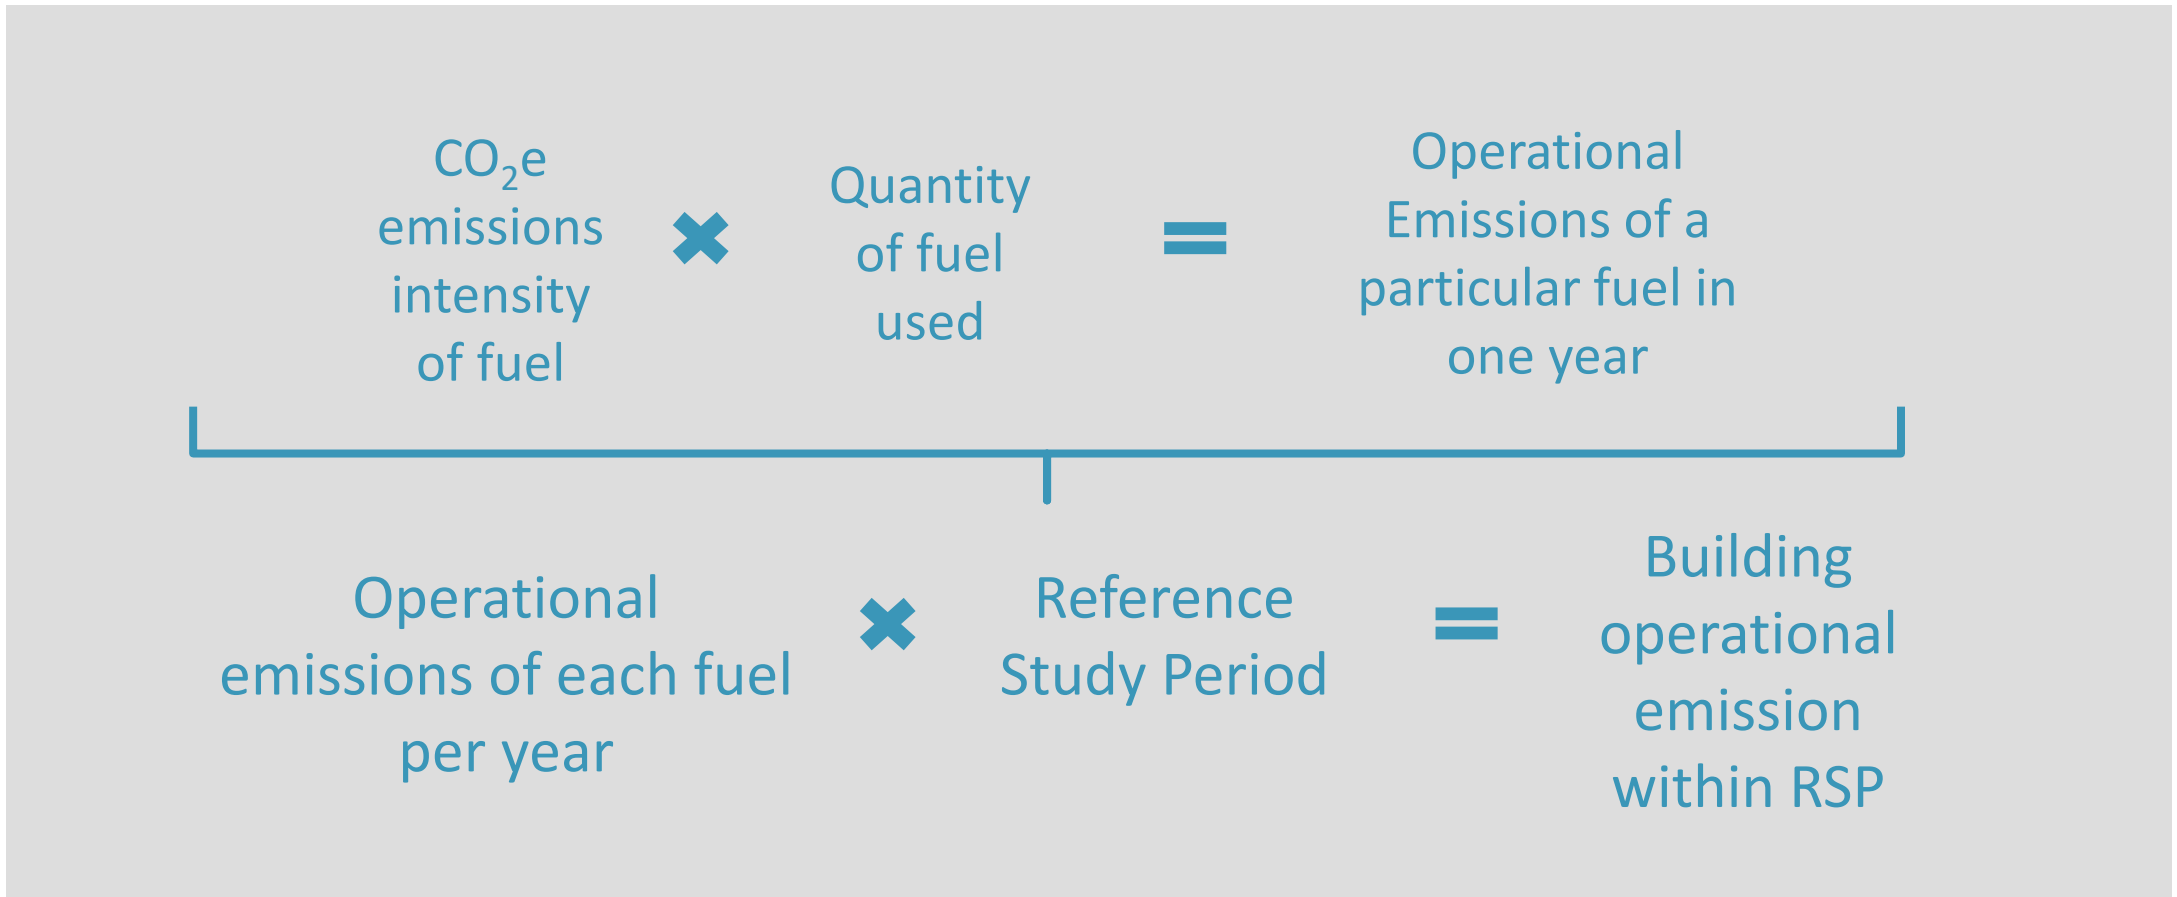 CO₂e
emissions
intensity
of fuel
✖
Quantity
of fuel
used
=
Operational
Emissions of a
particular fuel in
one year
Operational
emissions of each fuel
per year
✖
Reference
Study Period
=
Building
operational
emission
within RSP